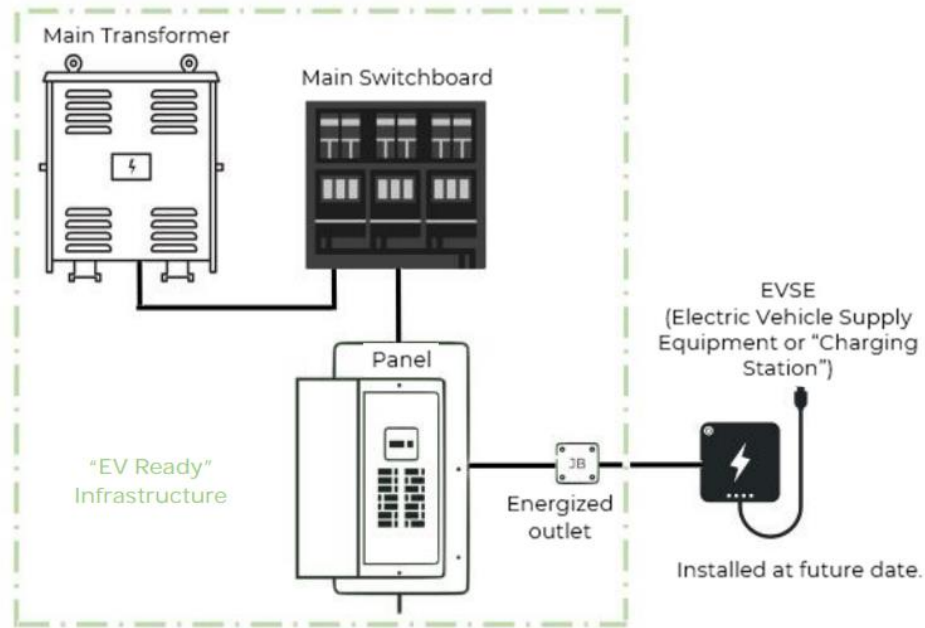 Main Transformer
Main Switchboard
EVSE
(Electric Vehicle Supply
Equipment or “Charging
Station”)
Panel
“EV Ready”
Infrastructure
JB
Energized
outlet
Installed at future date.